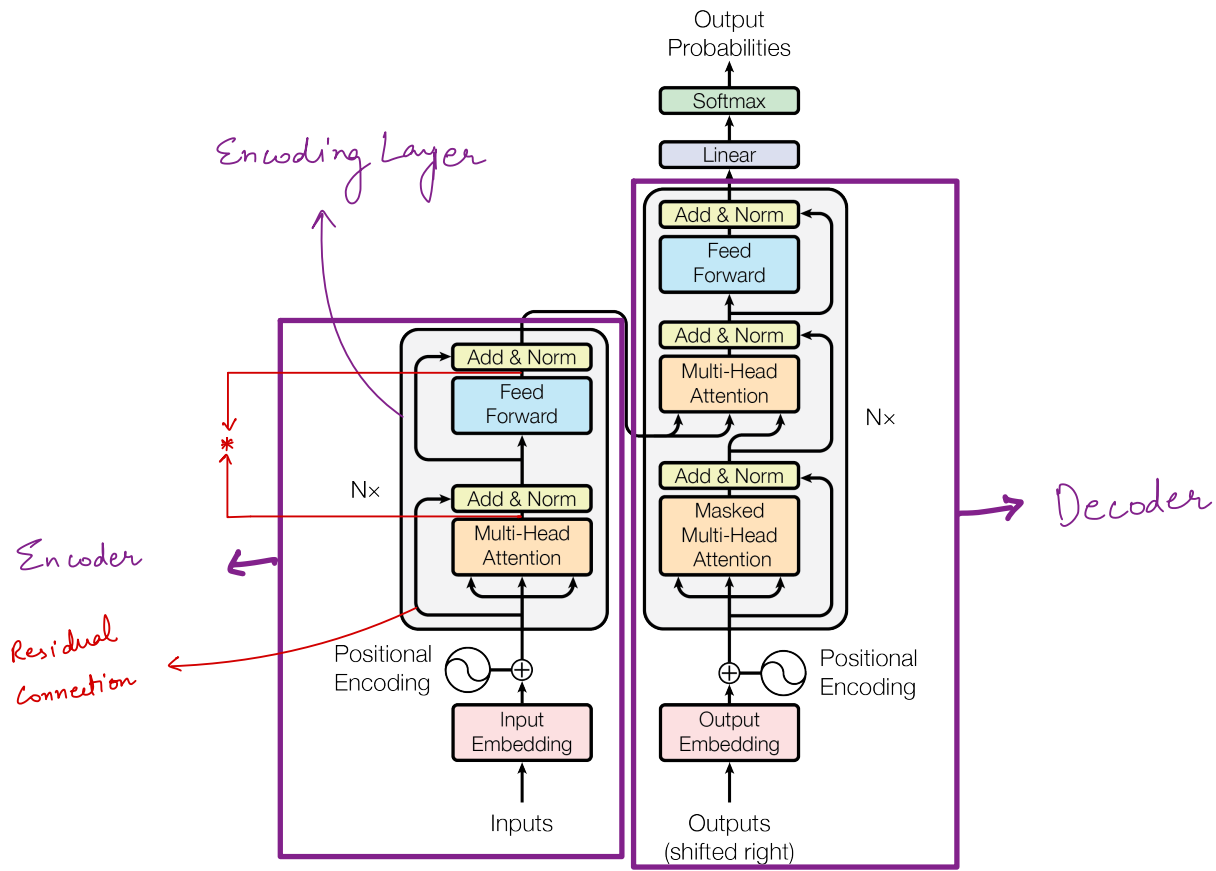 Output
Probabilities
Softmax
Linear
Encoding Layer
Add & Norm
Feed
Forward
Add & Norm
Multi-Head
Attention
Nx
Add & Norm
Masked
Multi-Head
Attention
Decoder
Add & Norm
Feed
Forward
*
Nx
Add & Norm
Multi-Head
Attention
Encoder
Residual
Connection
Positional
Encoding
Positional
Encoding
Input
Embedding
Output
Embedding
Inputs
Outputs
(shifted right)